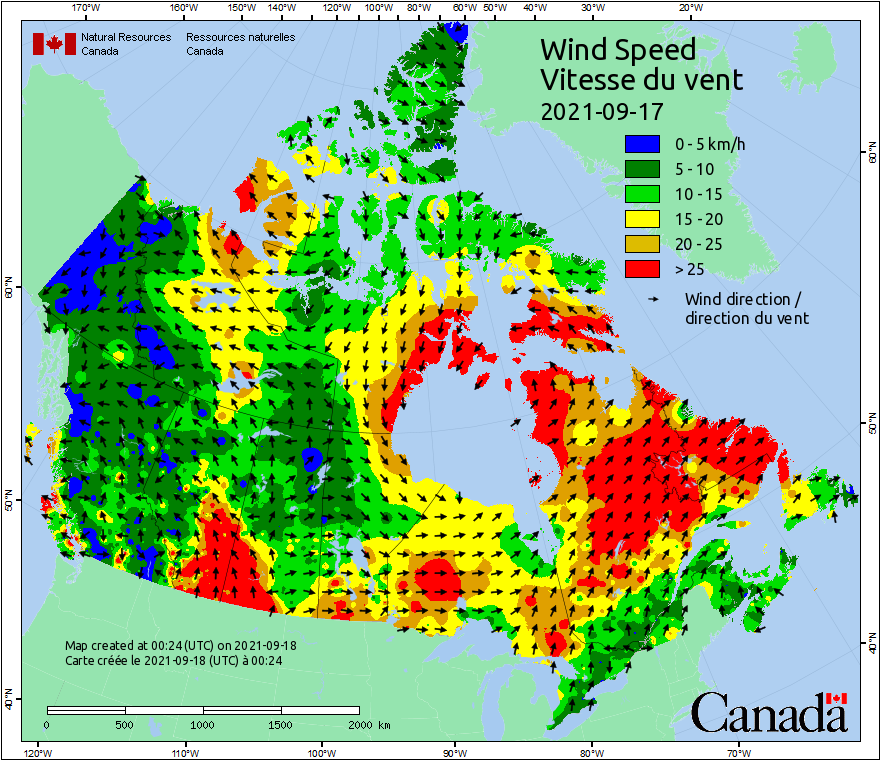 170°W 160°W 150°W 140°W 130°W 120°W 110°W 100°W 90°W 80°W 70°W 60°W 50°W 40°W 30°W 20°W
Natural Resources Ressources naturelles
Canada Canada
Wind Speed
Vitesse du vent
2021-09-17
0 - 5 km/h
5 - 10
10 - 15
15 - 20
20 - 25
> 25
Wind direction /
direction du vent
60°N 60°N
50°N 50°N
40°N 40°N
Map created at 00:24 (UTC) on 2021-09-18
Carte créée le 2021-09-18 (UTC) à 00:24
0 500 1000 1500 2000 km
Canada
120°W 110°W 100°W 90°W 80°W 70°W